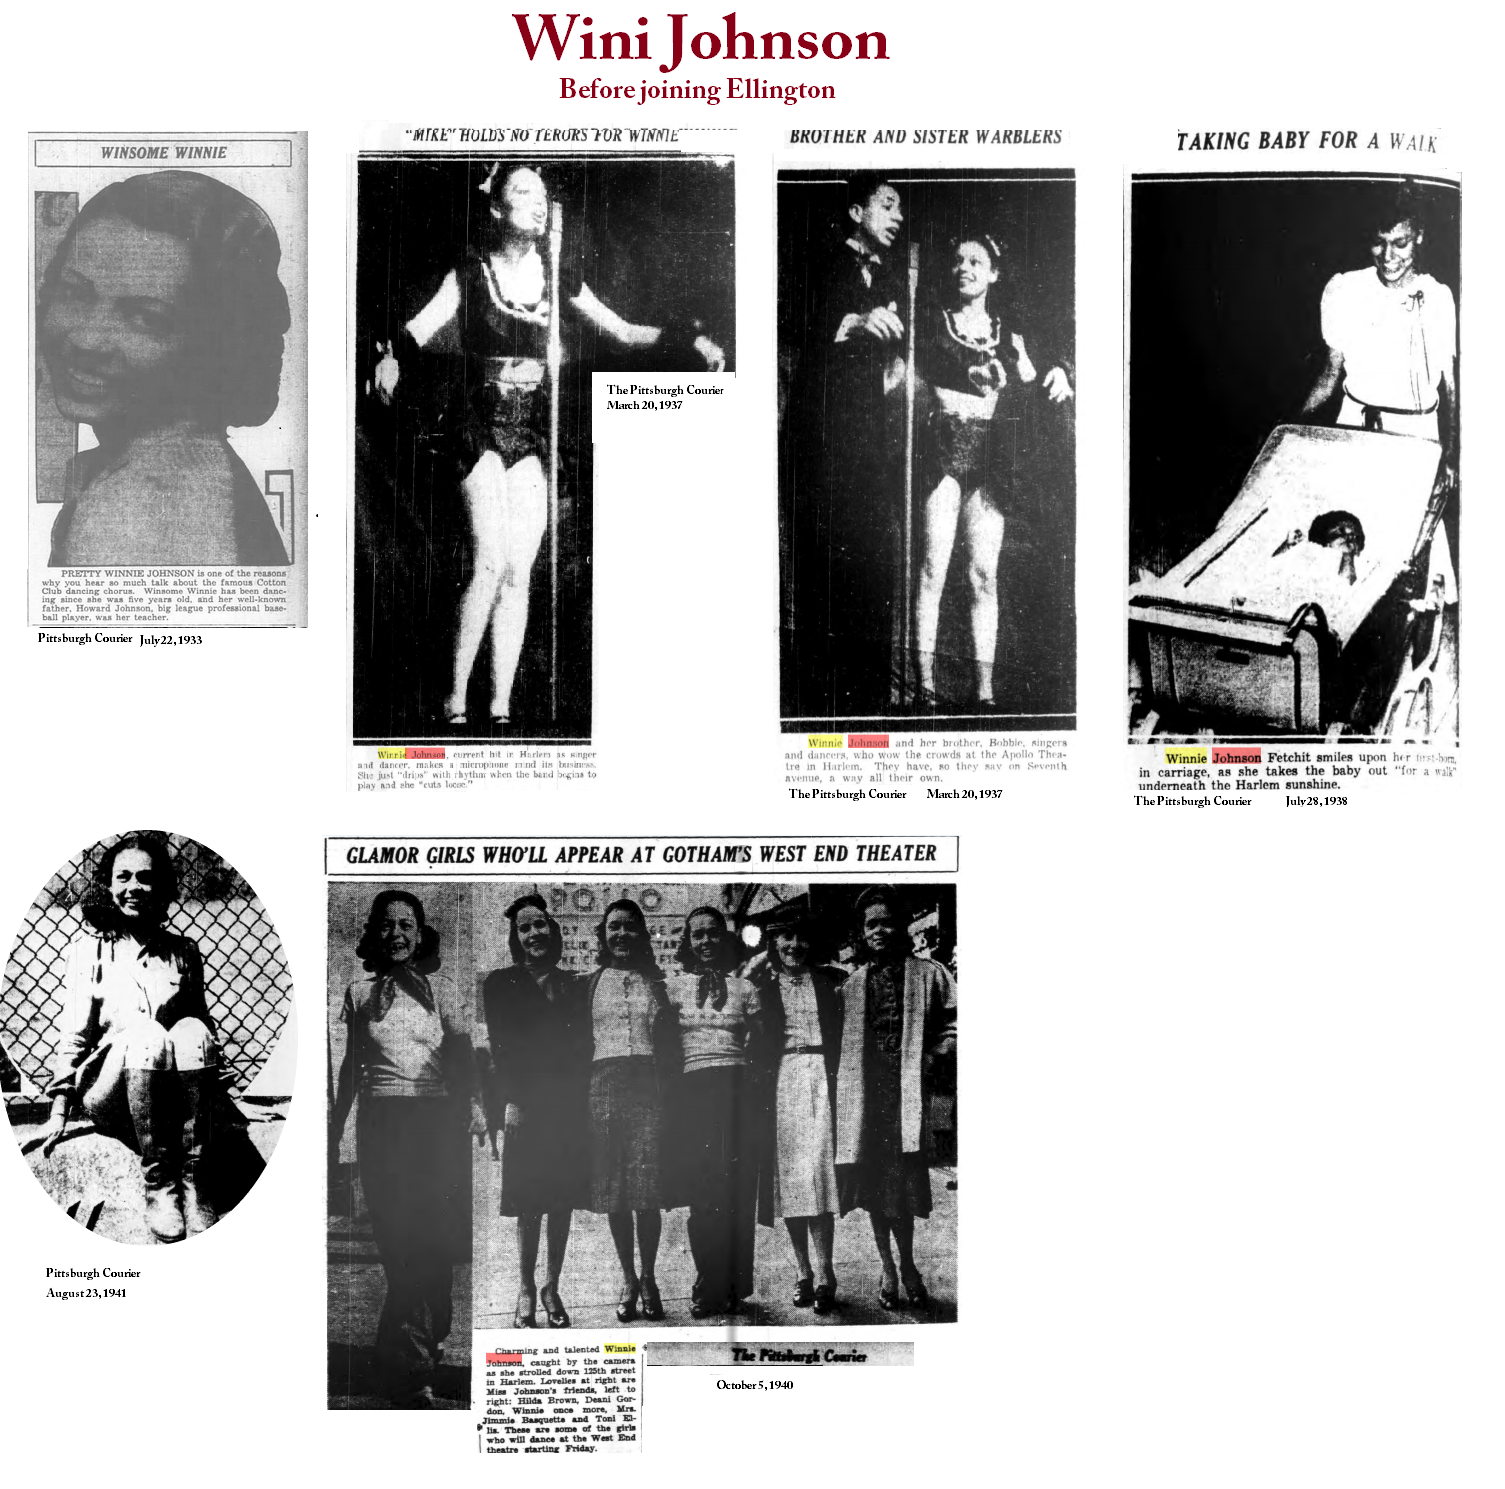 Wini Johnson
Before joining Ellington
WINSOME WINNIE
PRETTY WINNIE JOHNSON is one of the reasons
why you hear so much talk about the famous Cotton
Club dancing chorus. Winsome Winnie has been danc-
ing since she was five years old, and her well-known
father, Howard Johnson, big league professional base-
ball player, was her teacher.
Pittsburgh Courier July 22, 1933
"MIKE" HOLDS NO TERORS FOR WINNIE
The Pittsburgh Courier
March 20, 1937
Winnie Johnson, current hit in Harlem as singer
and dancer, makes a microphone mind its business.
She just "drips" with rhythm when the band begins to
play and she "cuts loose."
BROTHER AND SISTER WARBLERS
Winnie Johnson and her brother, Bobbie, singers
and dancers, who wow the crowds at the Apollo Thea-
tre in Harlem. They have, so they say on Seventh
avenue, a way all their own.
The Pittsburgh Courier March 20, 1937
TAKING BABY FOR A WALK
Winnie Johnson Fetchit smiles upon her first-born,
in carriage, as she takes the baby out "for a walk"
underneath the Harlem sunshine.
The Pittsburgh Courier July 28, 1938
Pittsburgh Courier
August 23, 1941
GLAMOR GIRLS WHO'LL APPEAR AT GOTHAM'S WEST END THEATER
Charming and talented Winnie
Johnson, caught by the camera
as she strolled down 125th street
in Harlem. Lovelies at right are
Miss Johnson's friends, left to
right: Hilda Brown, Deani Gor-
don, Winnie once more, Mrs.
Jimmie Basquette and Toni El-
lis. These are some of the girls
who will dance at the West End
theatre starting Friday.
The Pittsburgh Courier
October 5, 1940